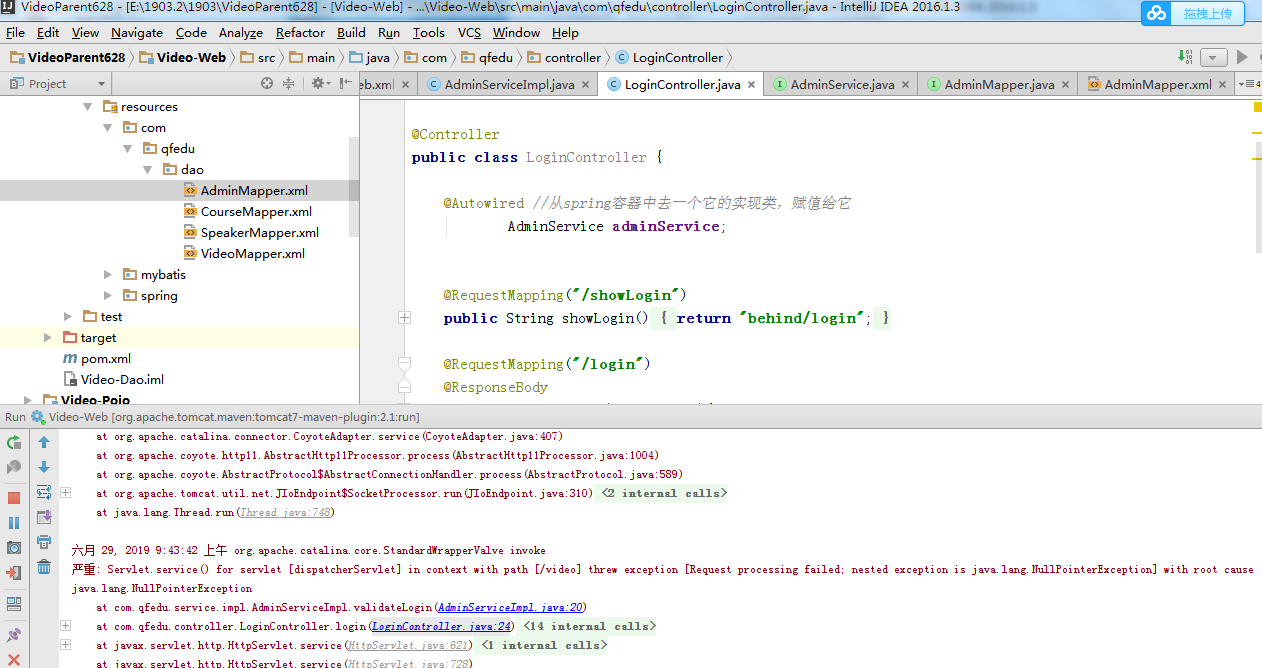 VideoParent628 - [E:\1903.2\1903\VideoParent628] - [Video-Web] - ...\Video-Web\src\main\java\com\qfedu\controller\LoginController.java - IntelliJ IDEA 2016.1.3
拖拽上传
File Edit View Navigate Code Analyze Refactor Build Run Tools VCS Window Help
VideoParent628 Video-Web src main java com qfedu controller LoginController
Project
eb.xml AdminServiceImpl.java LoginController.java AdminService.java AdminMapper.java AdminMapper.xml
resources
com
qfedu
dao
AdminMapper.xml
CourseMapper.xml
SpeakerMapper.xml
VideoMapper.xml
mybatis
spring
test
target
pom.xml
Video-Dao.iml
Video-Pojo
@Controller
public class LoginController {
@Autowired //从spring容器中去一个它的实现类，赋值给它
AdminService adminService;
@RequestMapping("/showLogin")
public String showLogin() { return "behind/login"; }
@RequestMapping("/login")
@ResponseBody
Run Video-Web [org.apache.tomcat.maven:tomcat7-maven-plugin:2.1:run]
at org.apache.catalina.connector.CoyoteAdapter.service(CoyoteAdapter.java:407)
at org.apache.coyote.http11.AbstractHttp11Processor.process(AbstractHttp11Processor.java:1004)
at org.apache.coyote.AbstractProtocol$AbstractConnectionHandler.process(AbstractProtocol.java:589)
at org.apache.tomcat.util.net.JIoEndpoint$SocketProcessor.run(JIoEndpoint.java:310) <2 internal calls>
at java.lang.Thread.run(Thread.java:748)
六月 29, 2019 9:43:42 上午 org.apache.catalina.core.StandardWrapperValve invoke
严重: Servlet.service() for servlet [dispatcherServlet] in context with path [/video] threw exception [Request processing failed; nested exception is java.lang.NullPointerException] with root cause
java.lang.NullPointerException
at com.qfedu.service.impl.AdminServiceImpl.validateLogin(AdminServiceImpl.java:20)
at com.qfedu.controller.LoginController.login(LoginController.java:24) <14 internal calls>
at javax.servlet.http.HttpServlet.service(HttpServlet.java:621) <1 internal calls>
at javax.servlet.http.HttpServlet.service(HttpServlet.java:728)